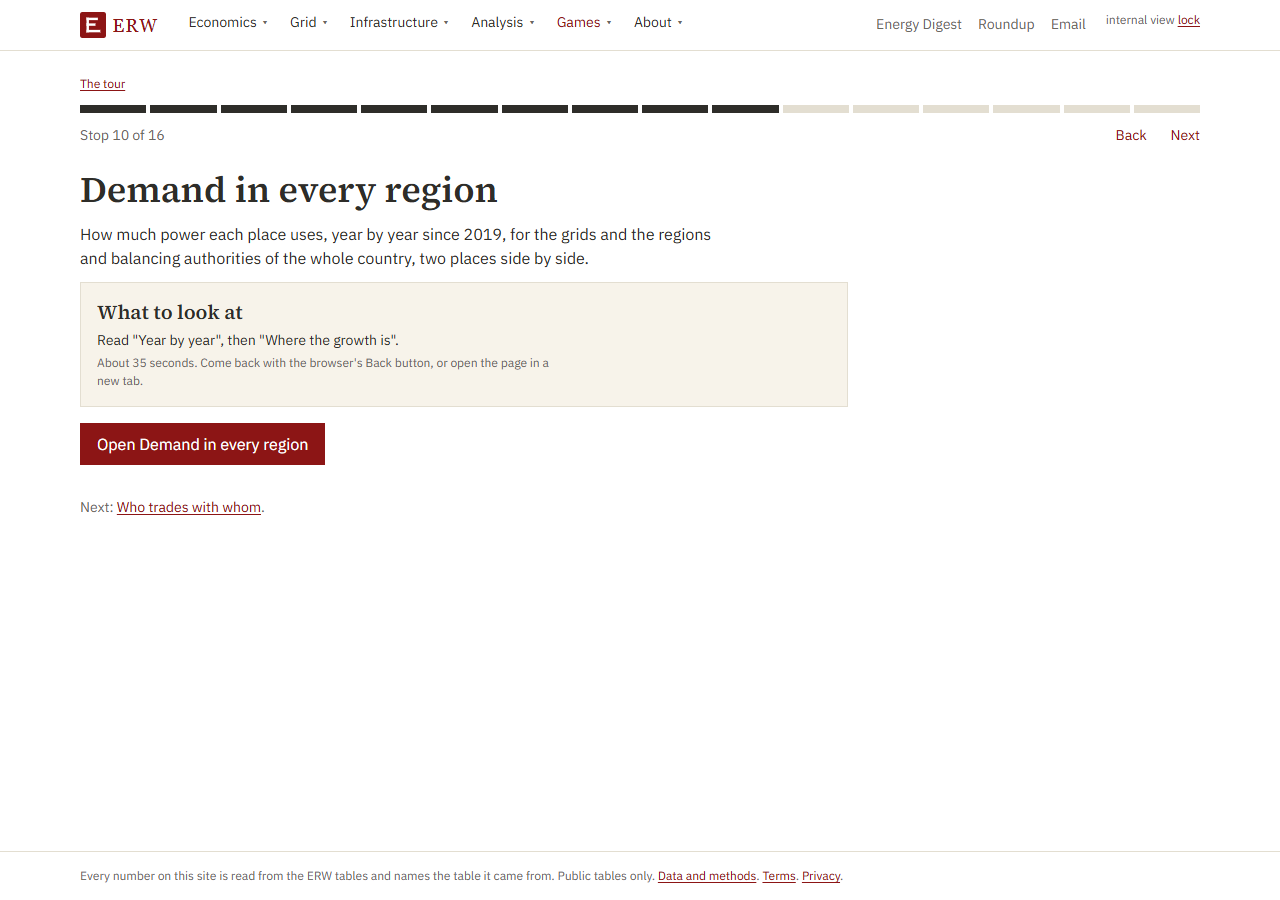 E ERW Economics Grid Infrastructure Analysis Games About Energy Digest Roundup Email internal view lock
The tour
Stop 10 of 16 Back Next
Demand in every region
How much power each place uses, year by year since 2019, for the grids and the regions
and balancing authorities of the whole country, two places side by side.
What to look at
Read "Year by year", then "Where the growth is".
About 35 seconds. Come back with the browser's Back button, or open the page in a
new tab.
Open Demand in every region
Next: Who trades with whom.
Every number on this site is read from the ERW tables and names the table it came from. Public tables only. Data and methods. Terms. Privacy.